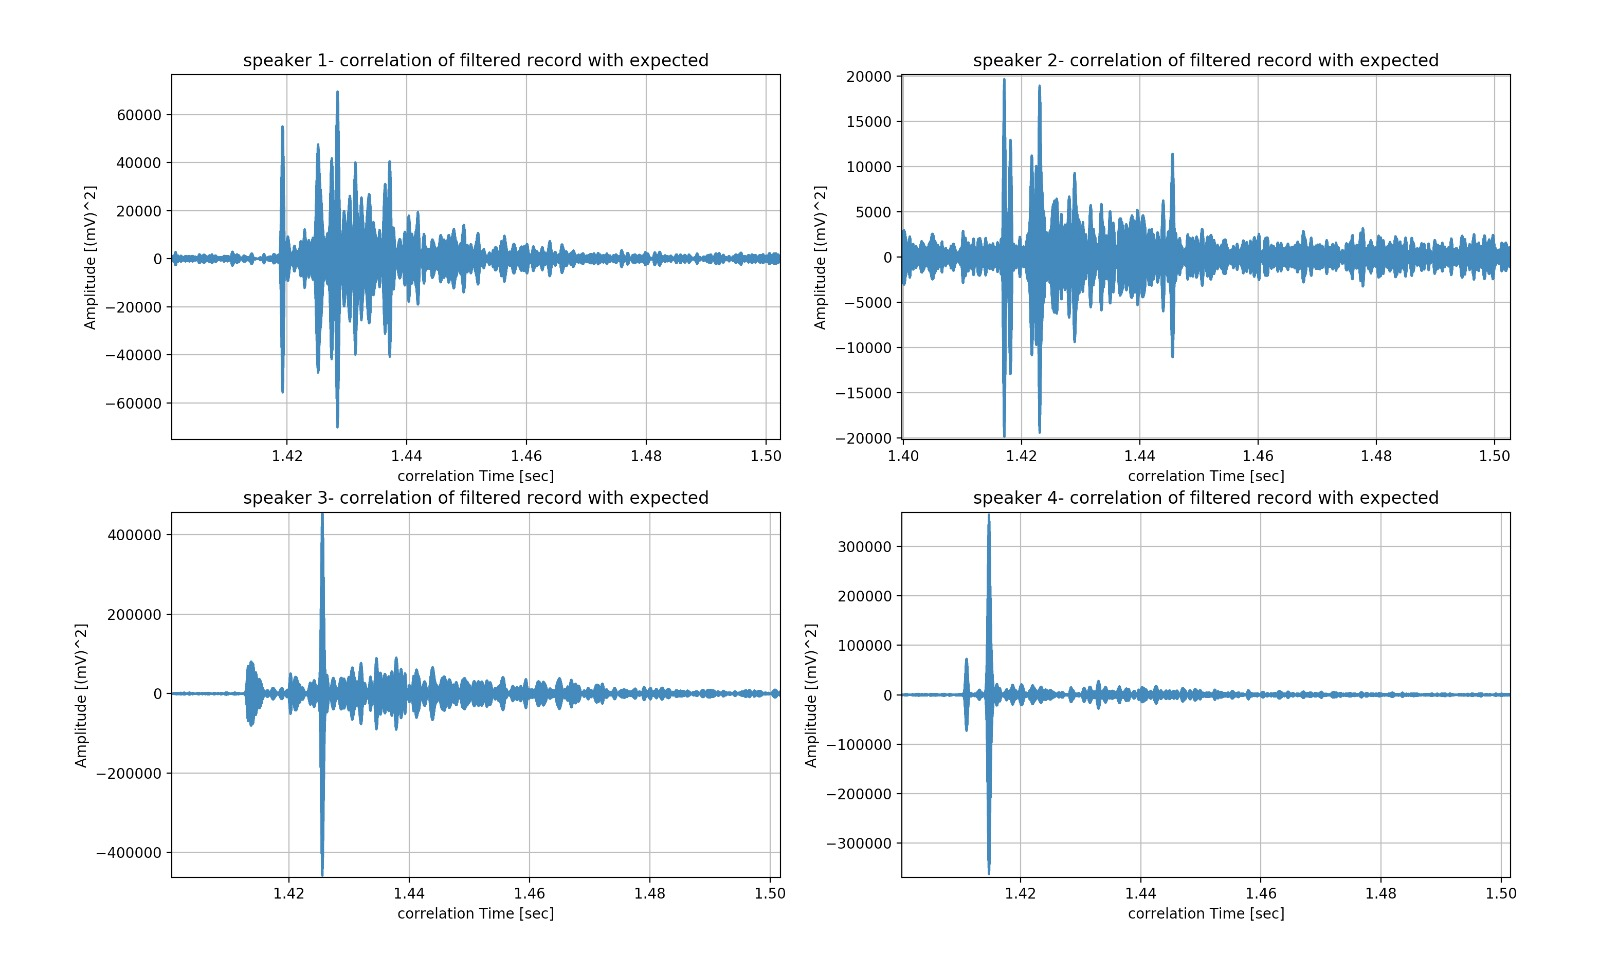 speaker 1- correlation of filtered record with expected
60000
40000
20000
0
−20000
−40000
−60000
Amplitude [(mV)^2]
1.42 1.44 1.46 1.48 1.50
correlation Time [sec]
speaker 2- correlation of filtered record with expected
20000
15000
10000
5000
0
−5000
−10000
−15000
−20000
Amplitude [(mV)^2]
1.40 1.42 1.44 1.46 1.48 1.50
correlation Time [sec]
speaker 3- correlation of filtered record with expected
400000
200000
0
−200000
−400000
Amplitude [(mV)^2]
1.42 1.44 1.46 1.48 1.50
correlation Time [sec]
speaker 4- correlation of filtered record with expected
300000
200000
100000
0
−100000
−200000
−300000
Amplitude [(mV)^2]
1.42 1.44 1.46 1.48 1.50
correlation Time [sec]